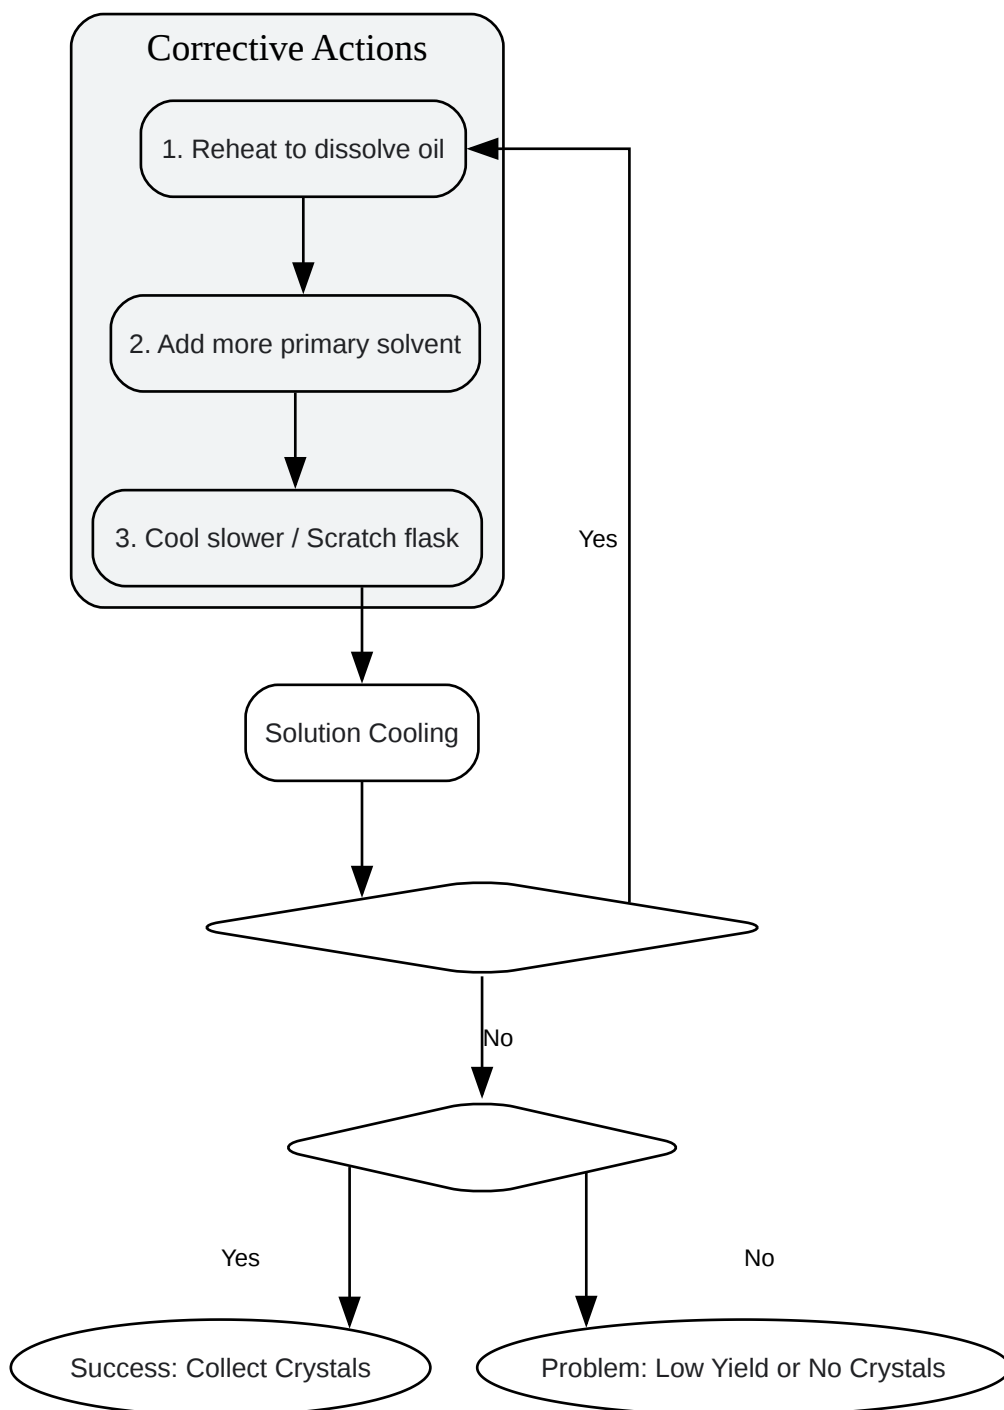 Corrective Actions
1. Reheat to dissolve oil
2. Add more primary solvent
3. Cool slower / Scratch flask
Yes
Solution Cooling
No
Yes
No
Success: Collect Crystals
Problem: Low Yield or No Crystals